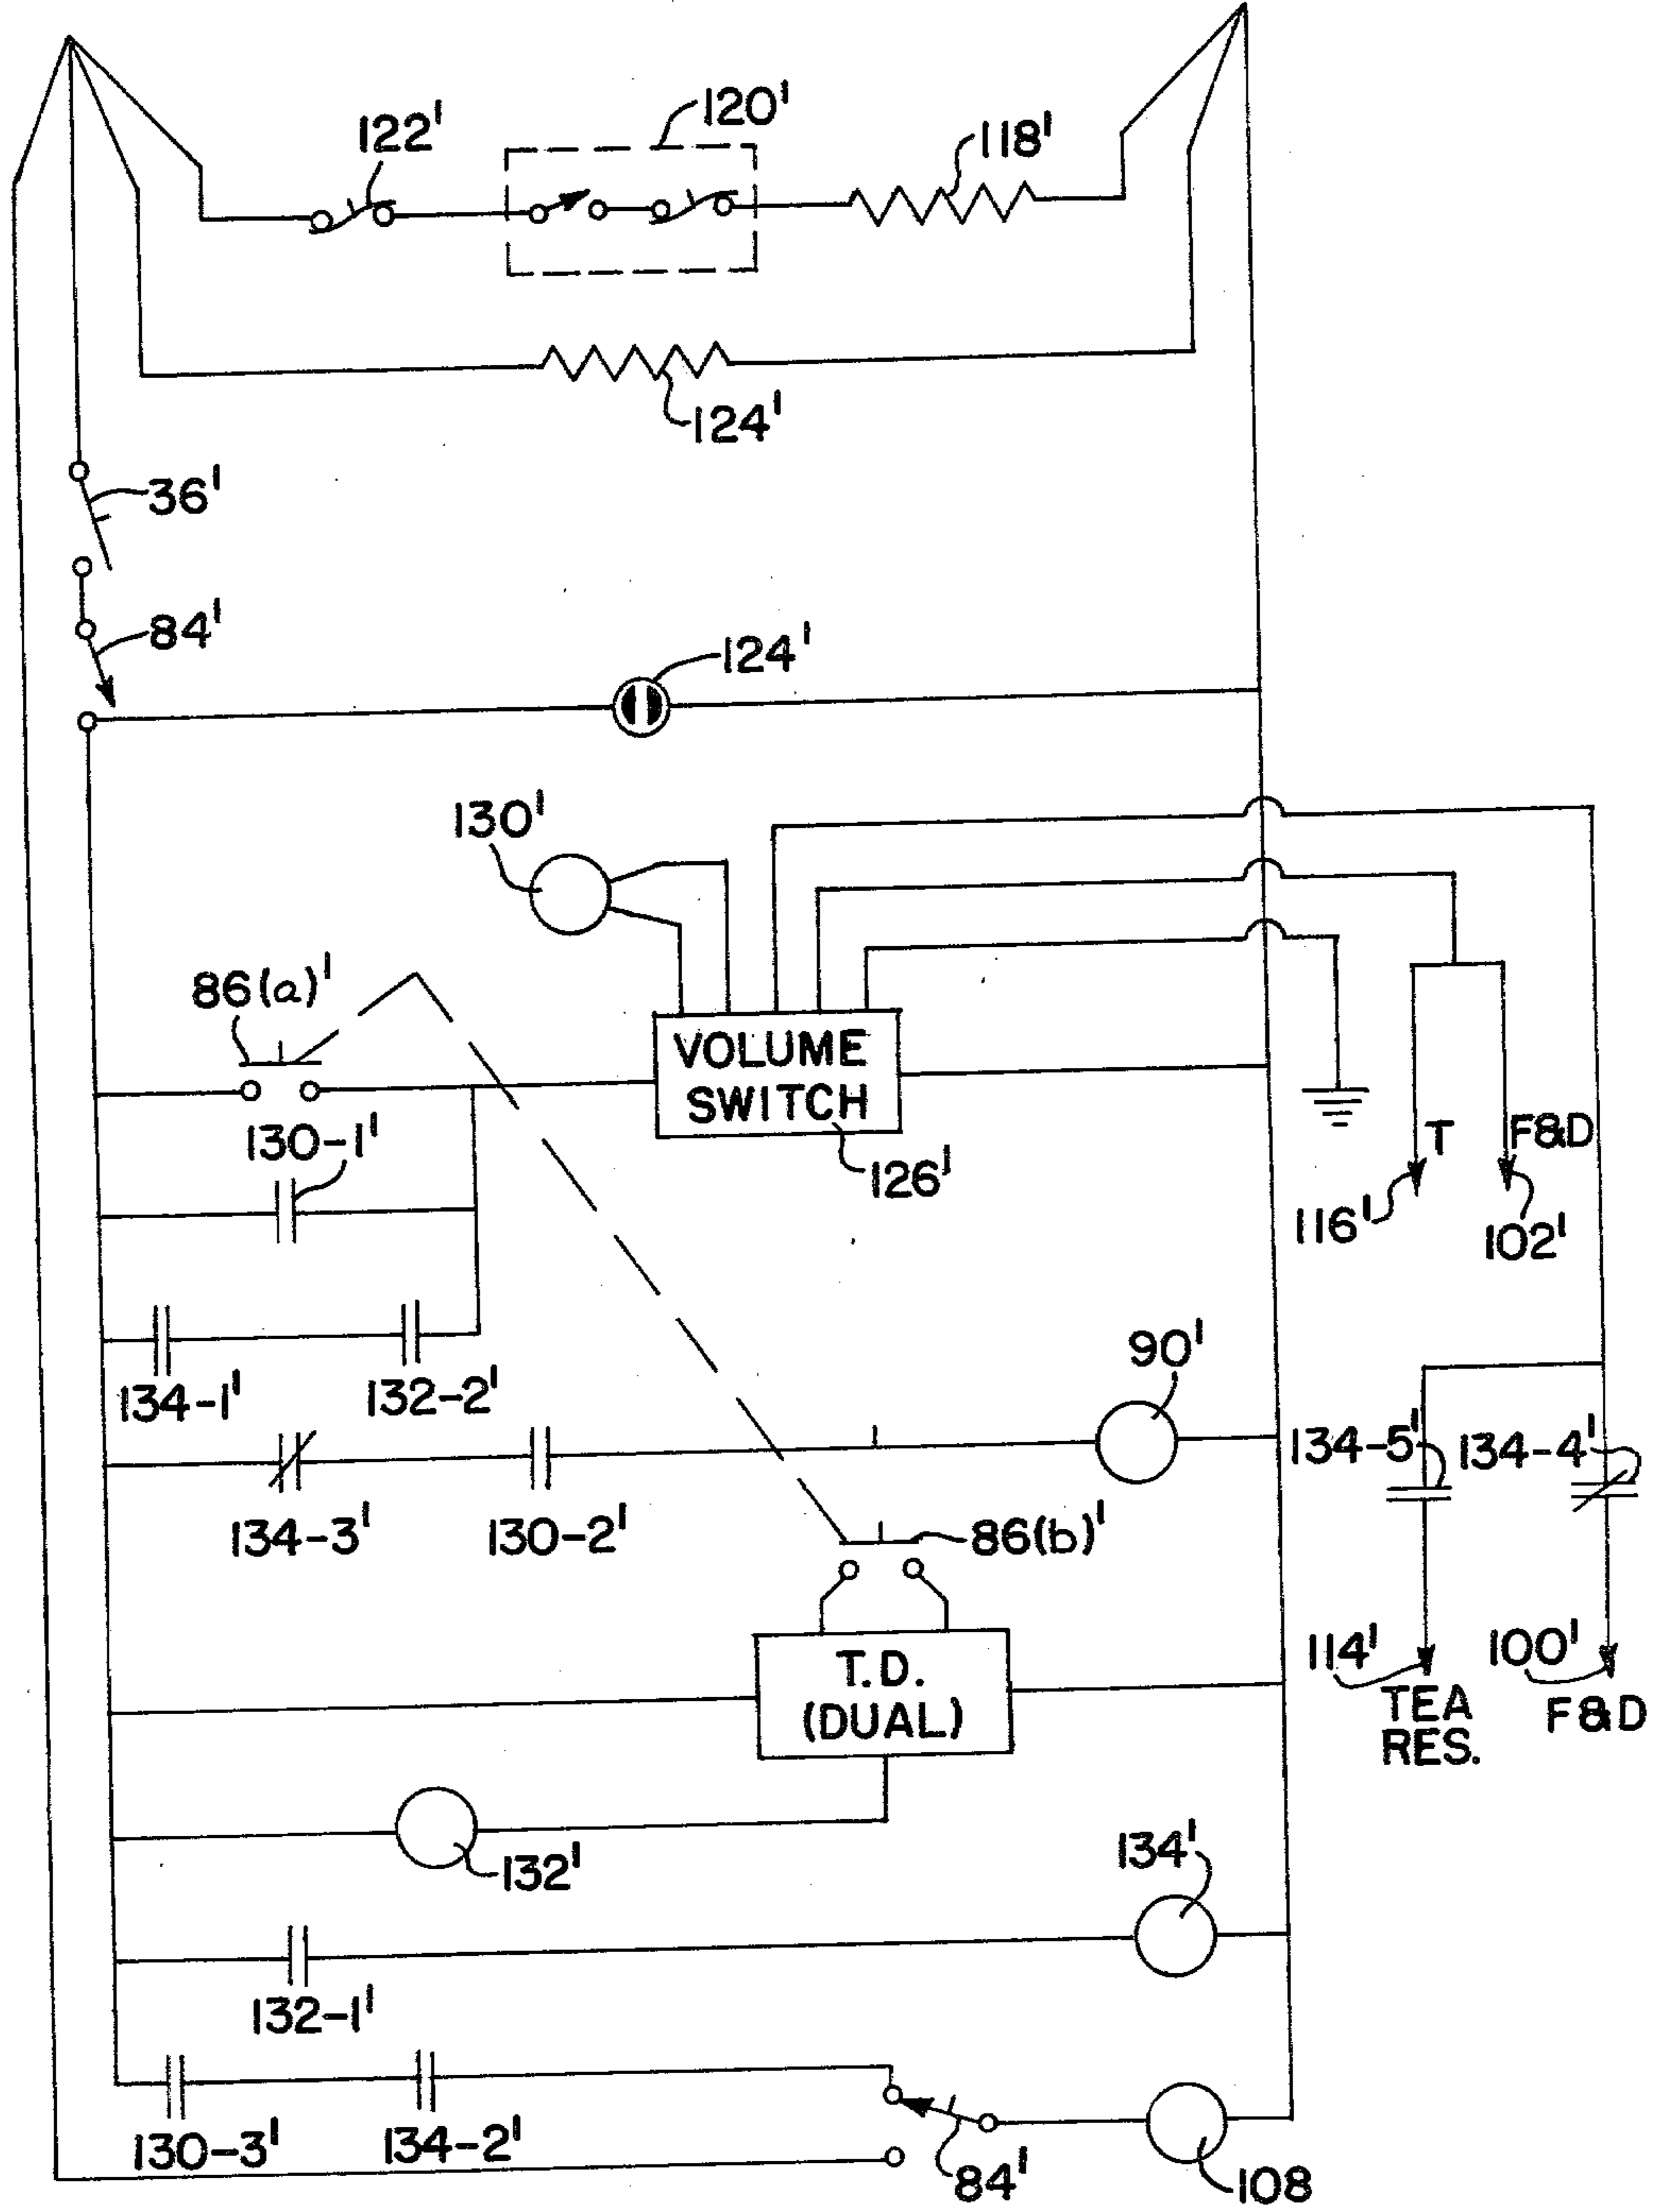 120'
122'
118'
124'
36'
84'
124'
130'
86(a)'
VOLUME
SWITCH
130-1'
126'
T
F&D
116'
102'
134-1'
132-2'
90'
134-5'
134-4'
134-3'
130-2'
86(b)'
T.D.
(DUAL)
114'
100'
TEA
RES.
F&D
132'
134'
132-1'
130-3'
134-2'
84'
108